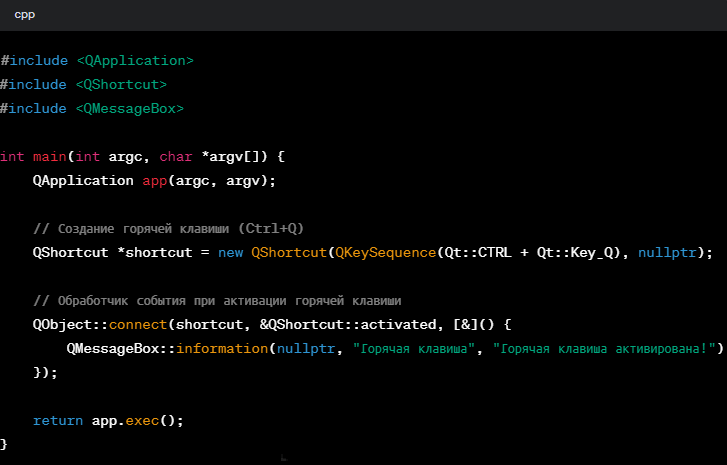 cpp
#include <QApplication>
#include <QShortcut>
#include <QMessageBox>
int main(int argc, char *argv[]) {
QApplication app(argc, argv);
// Создание горячей клавиши (Ctrl+Q)
QShortcut *shortcut = new QShortcut(QKeySequence(Qt::CTRL + Qt::Key_Q), nullptr);
// Обработчик события при активации горячей клавиши
QObject::connect(shortcut, &QShortcut::activated, [&]() {
QMessageBox::information(nullptr, "Горячая клавиша", "Горячая клавиша активирована!")
});
return app.exec();
}